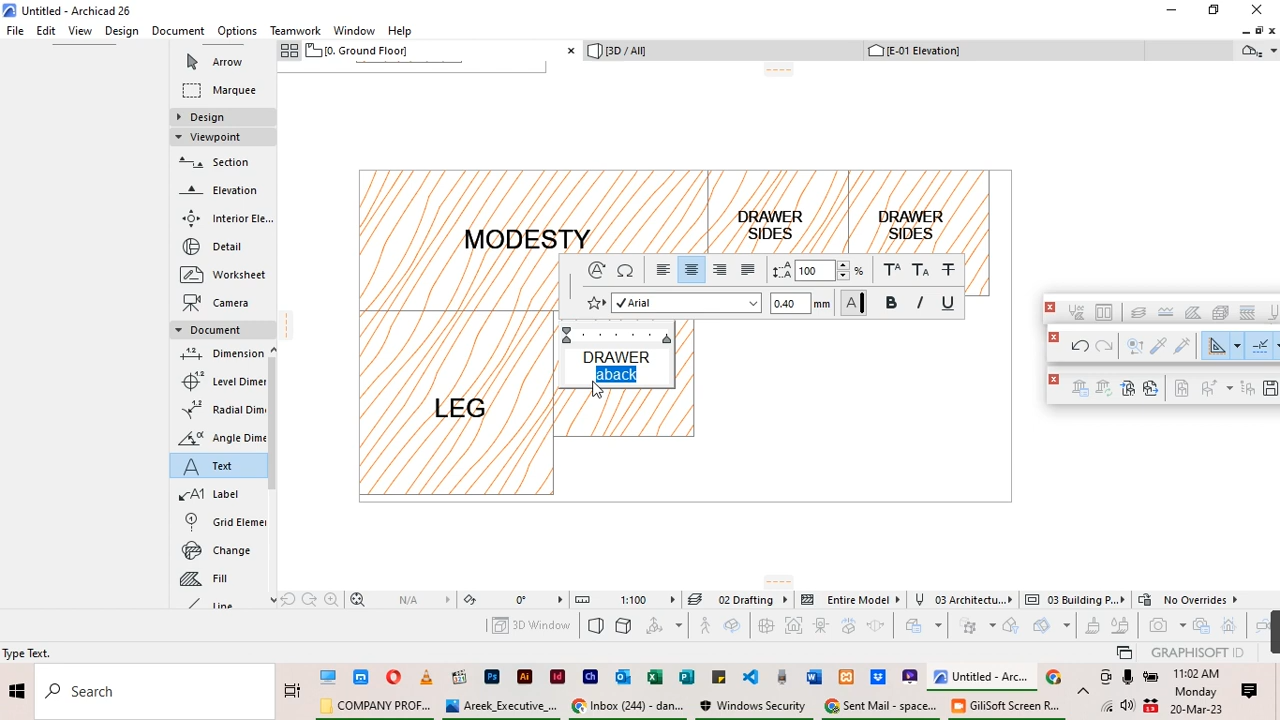 Untitled - Archicad 26
File Edit View Design Document Options Teamwork Window Help
[0. Ground Floor]
[3D / All]
[E-01 Elevation]
Arrow
Marquee
Design
Viewpoint
Section
Elevation
Interior Ele...
Detail
Worksheet
Camera
Document
Dimension
Level Dimer
Radial Dim
Angle Dime
Text
Label
Grid Elemer
Change
Fill
Line
MODESTY
DRAWER
SIDES
DRAWER
SIDES
100 %
Arial
0.40 mm
B I U
DRAWER
aback
LEG
N/A
0°
1:100
02 Drafting
Entire Model
03 Architectu...
03 Building P...
No Overrides
3D Window
Type Text.
GRAPHISOFT ID
Search
Untitled - Arc...
COMPANY PROF...
Areek_Executive_...
Inbox (244) - dan...
Windows Security
Sent Mail - space...
GiliSoft Screen R...
11:02 AM
Monday
20-Mar-23